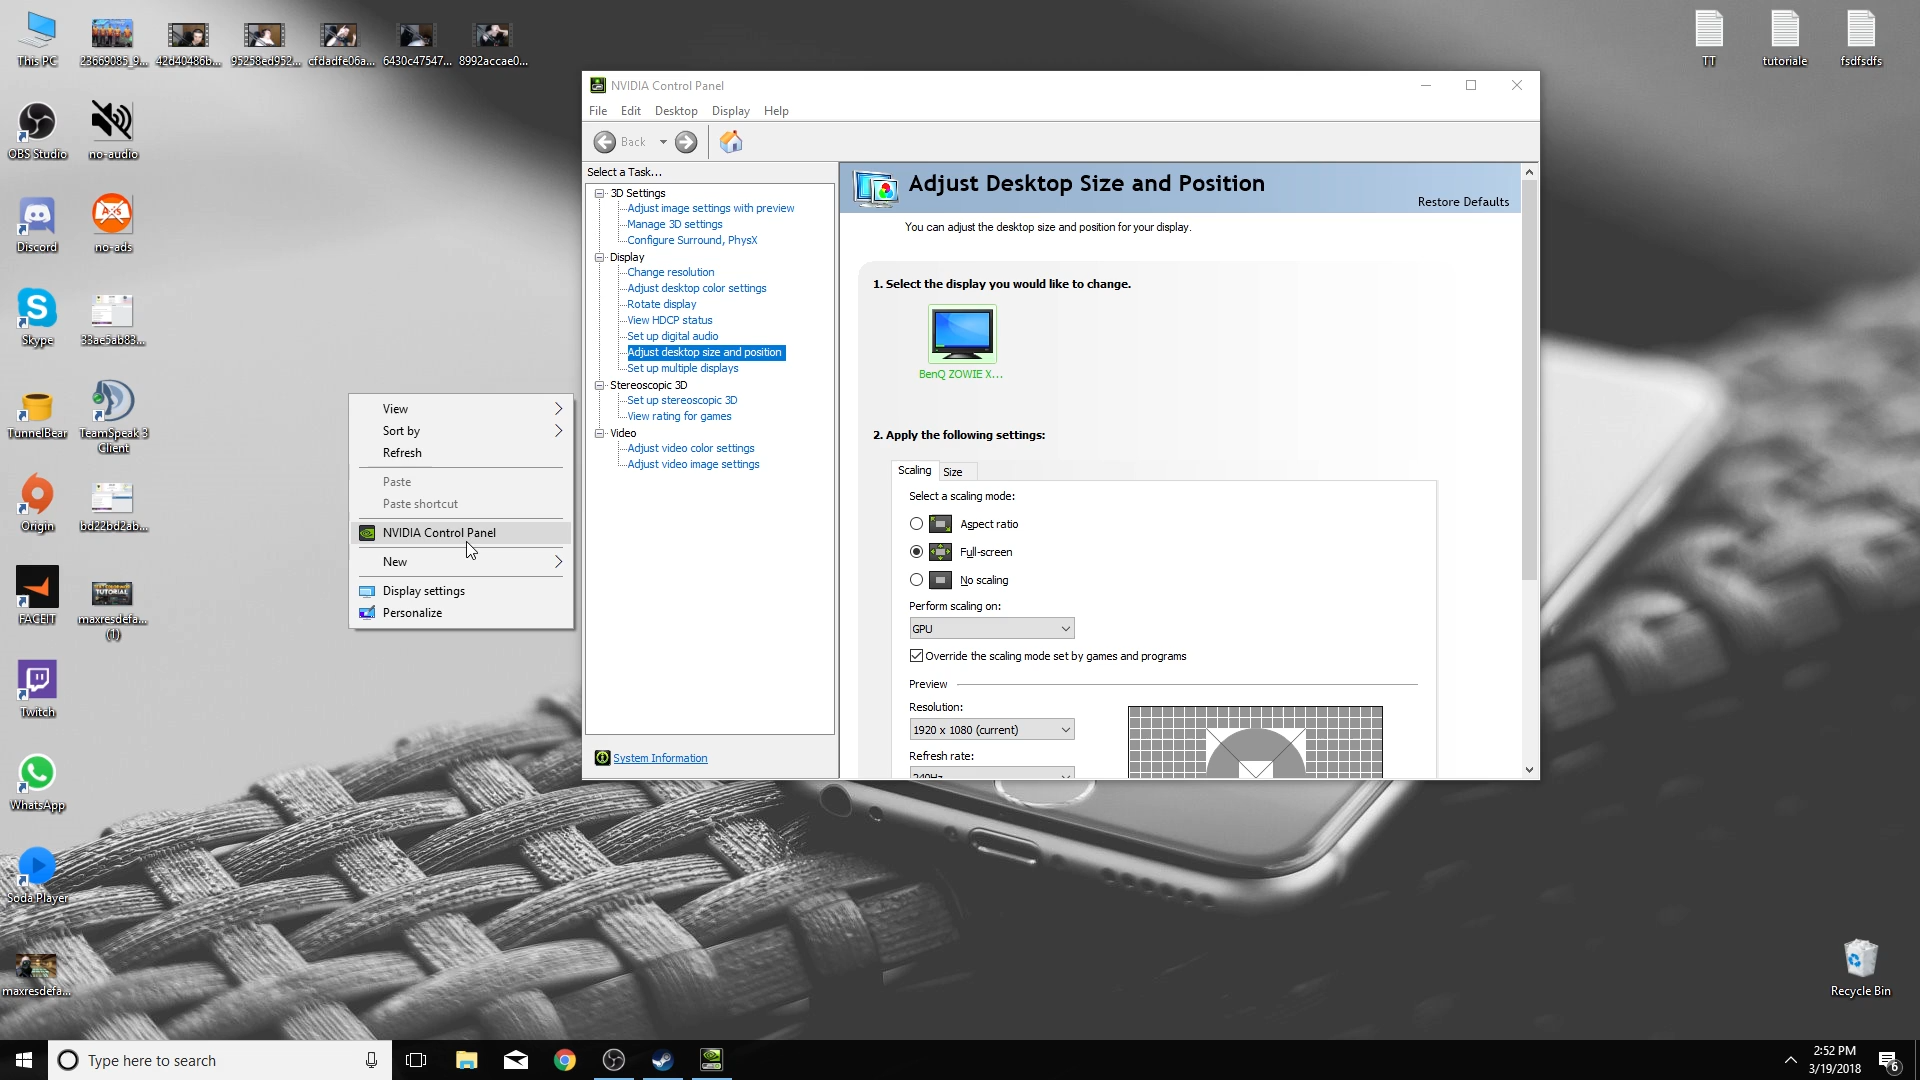 This PC
23669085_9...
42d40486b...
95258ed952...
cfdadfe06a...
6430c47547...
8992accae0...
TT
tutoriale
fsdfsdfs
OBS Studio
no-audio
Discord
no-ads
Skype
33ae5ab83...
TunnelBear
TeamSpeak 3
Client
Origin
bd22bd2ab...
FACEIT
TUTORIAL
maxresdefa...
(1)
Twitch
WhatsApp
Soda Player
maxresdefa...
Recycle Bin
View
Sort by
Refresh
Paste
Paste shortcut
NVIDIA Control Panel
New
Display settings
Personalize
NVIDIA Control Panel
File Edit Desktop Display Help
Back
Select a Task...
3D Settings
Adjust image settings with preview
Manage 3D settings
Configure Surround, PhysX
Display
Change resolution
Adjust desktop color settings
Rotate display
View HDCP status
Set up digital audio
Adjust desktop size and position
Set up multiple displays
Stereoscopic 3D
Set up stereoscopic 3D
View rating for games
Video
Adjust video color settings
Adjust video image settings
System Information
Adjust Desktop Size and Position
Restore Defaults
You can adjust the desktop size and position for your display.
1. Select the display you would like to change.
BenQ ZOWIE X...
2. Apply the following settings:
Scaling Size
Select a scaling mode:
Aspect ratio
Full-screen
No scaling
Perform scaling on:
GPU
Override the scaling mode set by games and programs
Preview
Resolution:
1920 x 1080 (current)
Refresh rate:
240Hz
Type here to search
2:52 PM
3/19/2018
6